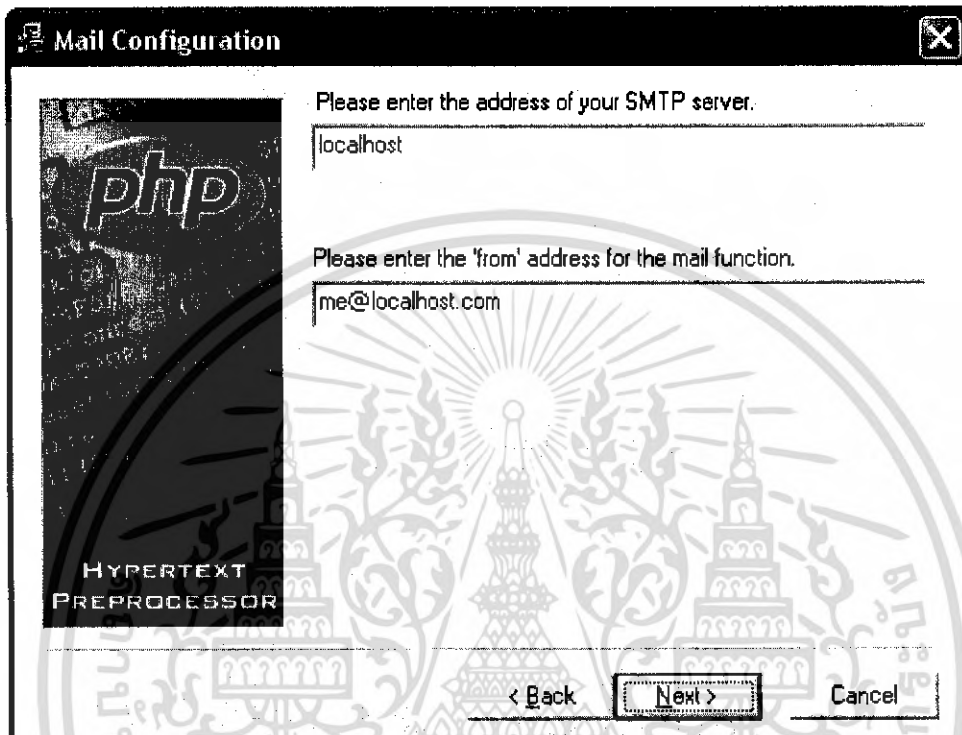 Mail Configuration
Please enter the address of your SMTP server.
localhost
php
Please enter the 'from' address for the mail function.
me@localhost.com
HYPERTEXT
PREPROCESSOR
< Back
Next >
Cancel